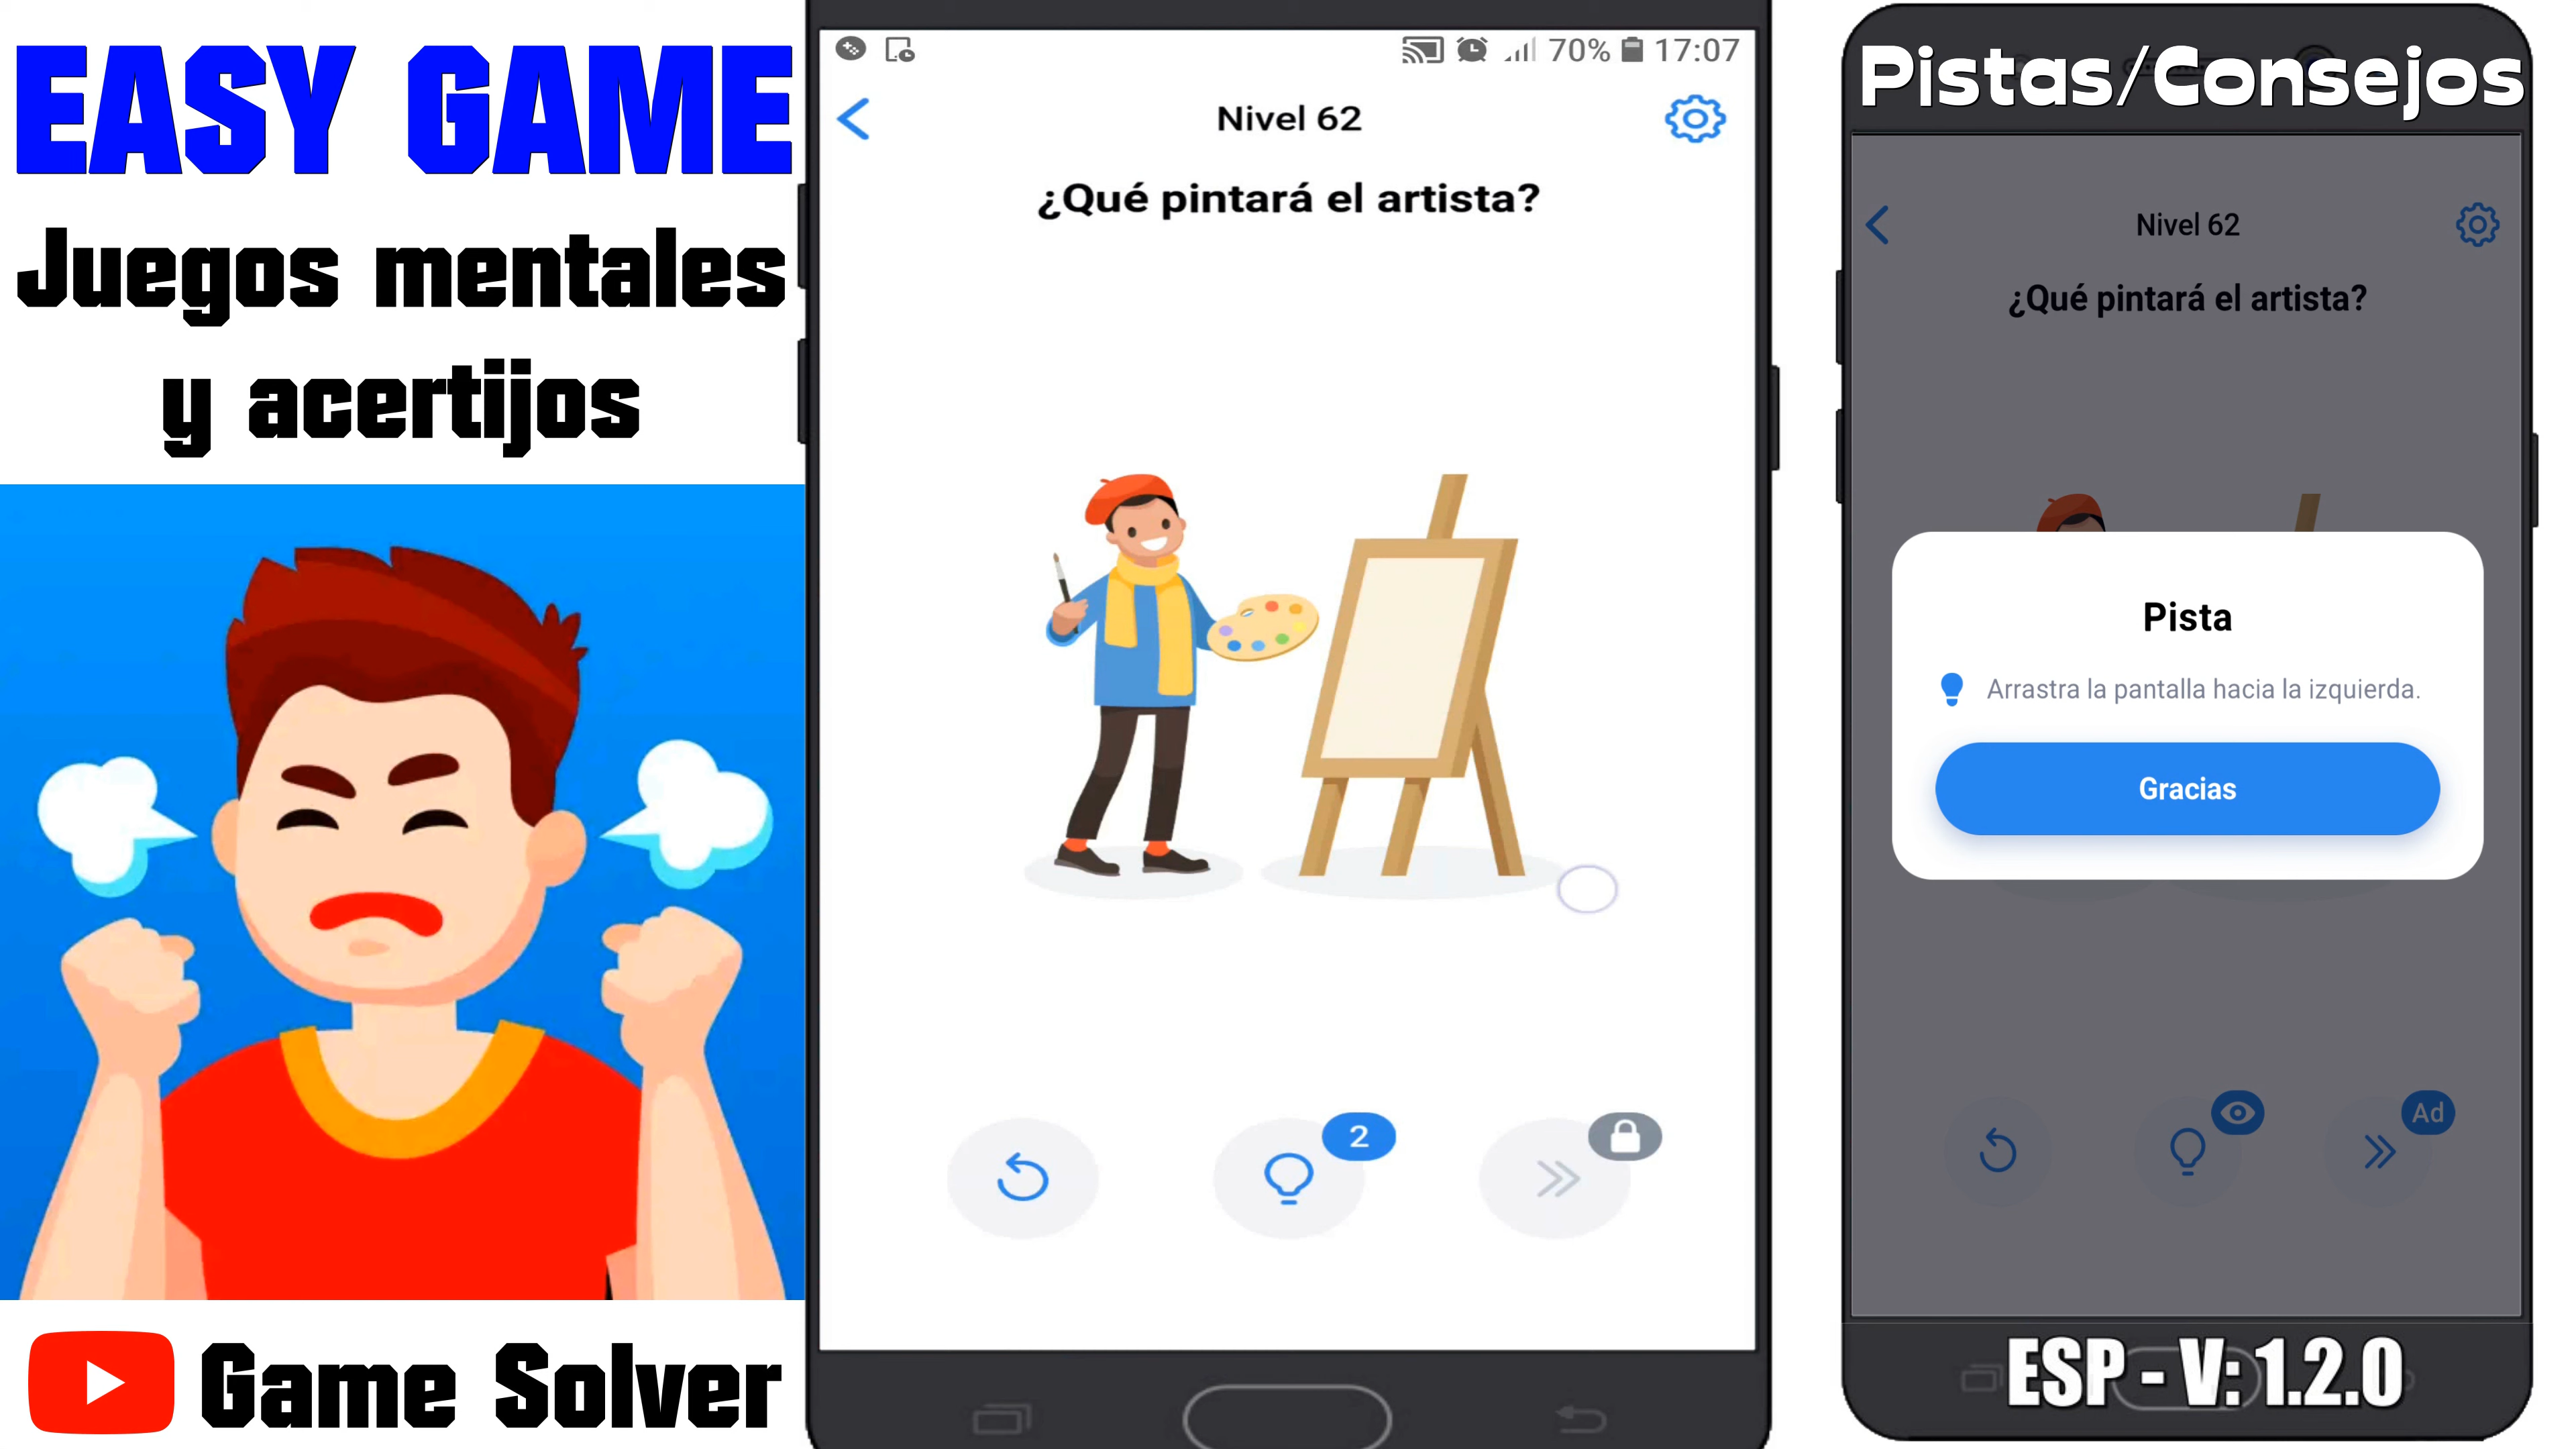 EASY GAME
Juegos mentales
y acertijos
Game Solver
70% 17:07
Nivel 62
¿Qué pintará el artista?
2
Pistas/Consejos
Nivel 62
¿Qué pintará el artista?
Pista
Arrastra la pantalla hacia la izquierda.
Gracias
Ad
ESP - V: 1.2.0